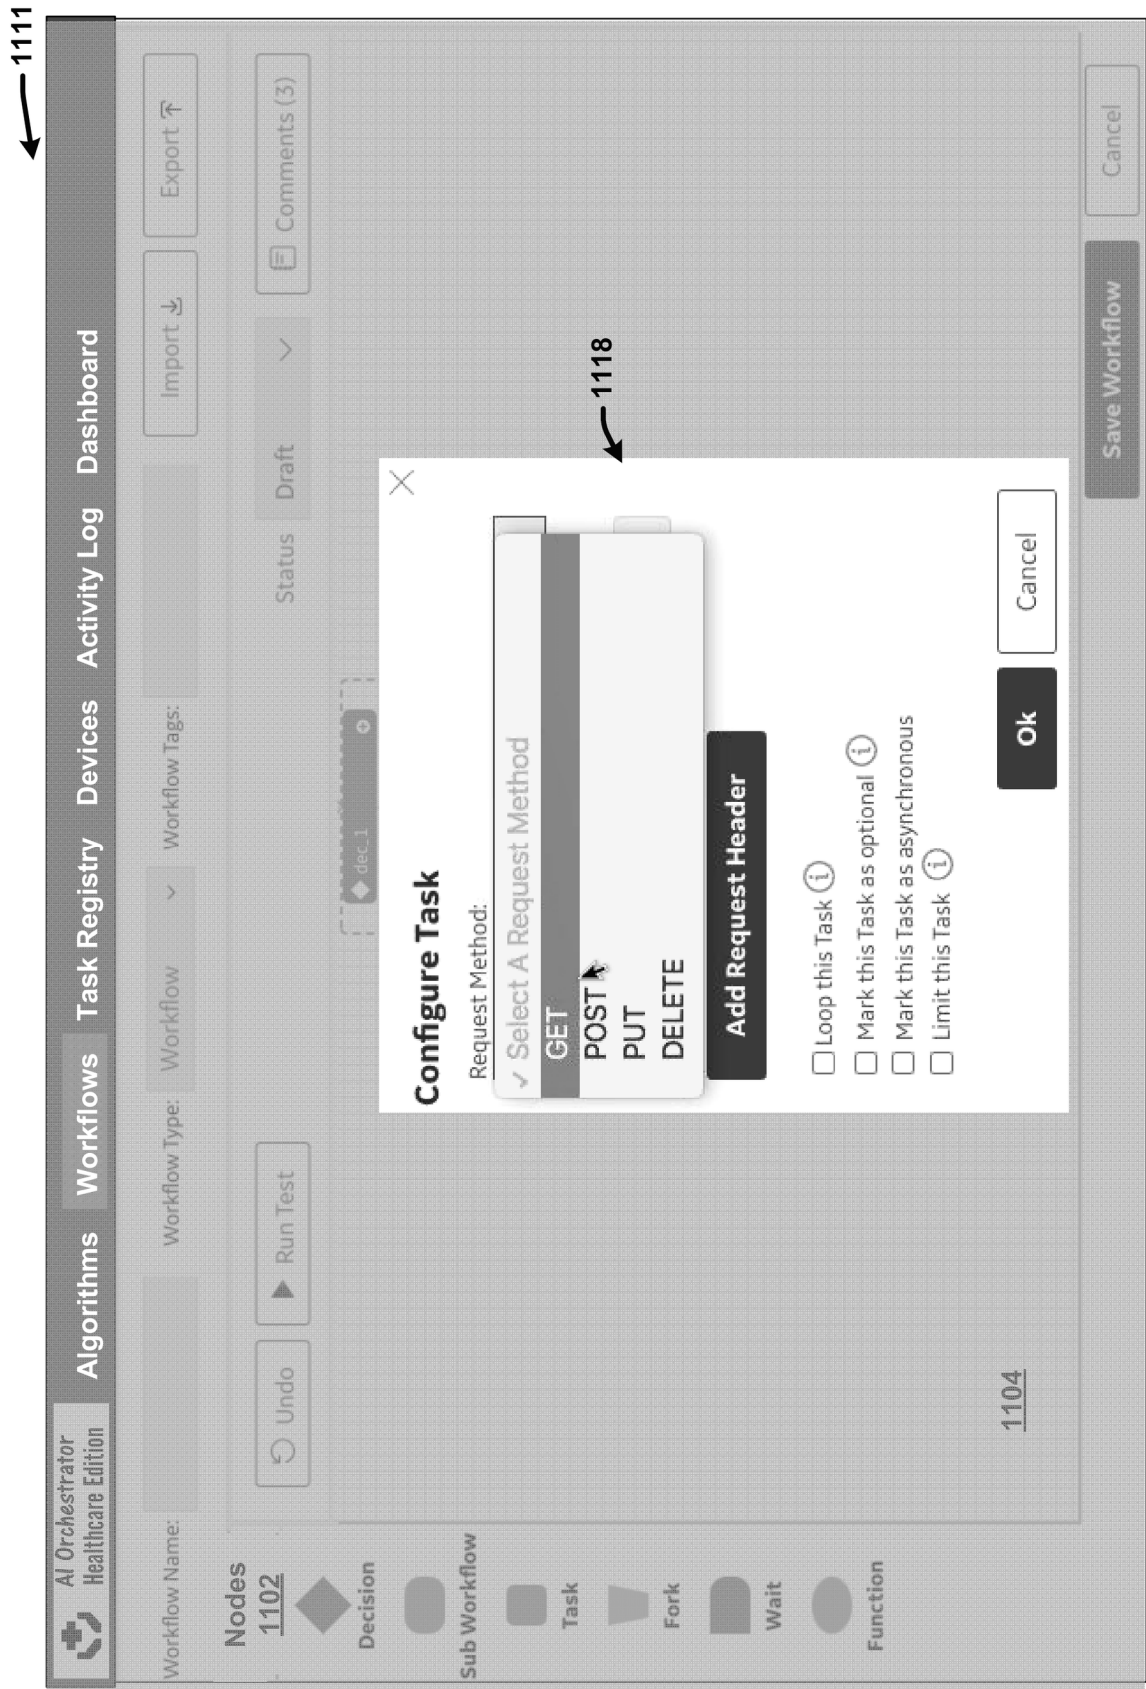 1111
AI Orchestrator
Healthcare Edition
Algorithms Workflows Task Registry Devices Activity Log Dashboard
Workflow Name: Workflow Type: Workflow Workflow Tags: Import Export
Nodes
1102
Undo Run Test Status Draft Comments (3)
Decision
Sub Workflow
Task
Fork
Wait
Function
dec_1
1104
1118
Configure Task
Request Method:
✓ Select A Request Method
GET
POST
PUT
DELETE
Add Request Header
Loop this Task i
Mark this Task as optional i
Mark this Task as asynchronous
Limit this Task i
Ok Cancel
Save Workflow Cancel